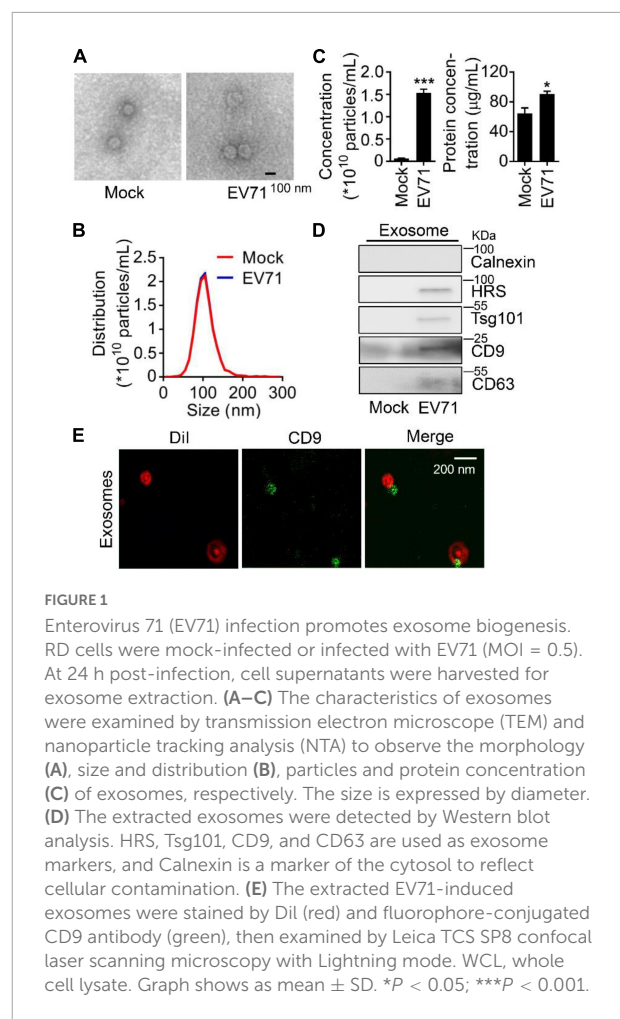 A
Mock
EV71
100 nm
C
Concentration
(*10¹⁰ particles/mL)
2.0
1.5
1.0
0.5
0
***
Mock
EV71
Protein concen-
tration (µg/mL)
120
80
40
0
*
Mock
EV71
B
Distribution
(*10¹⁰ particles/mL)
2.5
2
1.5
1
0.5
0
Mock
EV71
0 100 200 300
Size (nm)
D
Exosome
KDa
100
Calnexin
100
HRS
55
Tsg101
25
CD9
55
CD63
Mock EV71
E
Exosomes
Dil
CD9
Merge
200 nm
FIGURE 1
Enterovirus 71 (EV71) infection promotes exosome biogenesis.
RD cells were mock-infected or infected with EV71 (MOI = 0.5).
At 24 h post-infection, cell supernatants were harvested for
exosome extraction. (A–C) The characteristics of exosomes
were examined by transmission electron microscope (TEM) and
nanoparticle tracking analysis (NTA) to observe the morphology
(A), size and distribution (B), particles and protein concentration
(C) of exosomes, respectively. The size is expressed by diameter.
(D) The extracted exosomes were detected by Western blot
analysis. HRS, Tsg101, CD9, and CD63 are used as exosome
markers, and Calnexin is a marker of the cytosol to reflect
cellular contamination. (E) The extracted EV71-induced
exosomes were stained by Dil (red) and fluorophore-conjugated
CD9 antibody (green), then examined by Leica TCS SP8 confocal
laser scanning microscopy with Lightning mode. WCL, whole
cell lysate. Graph shows as mean ± SD. *P < 0.05; ***P < 0.001.